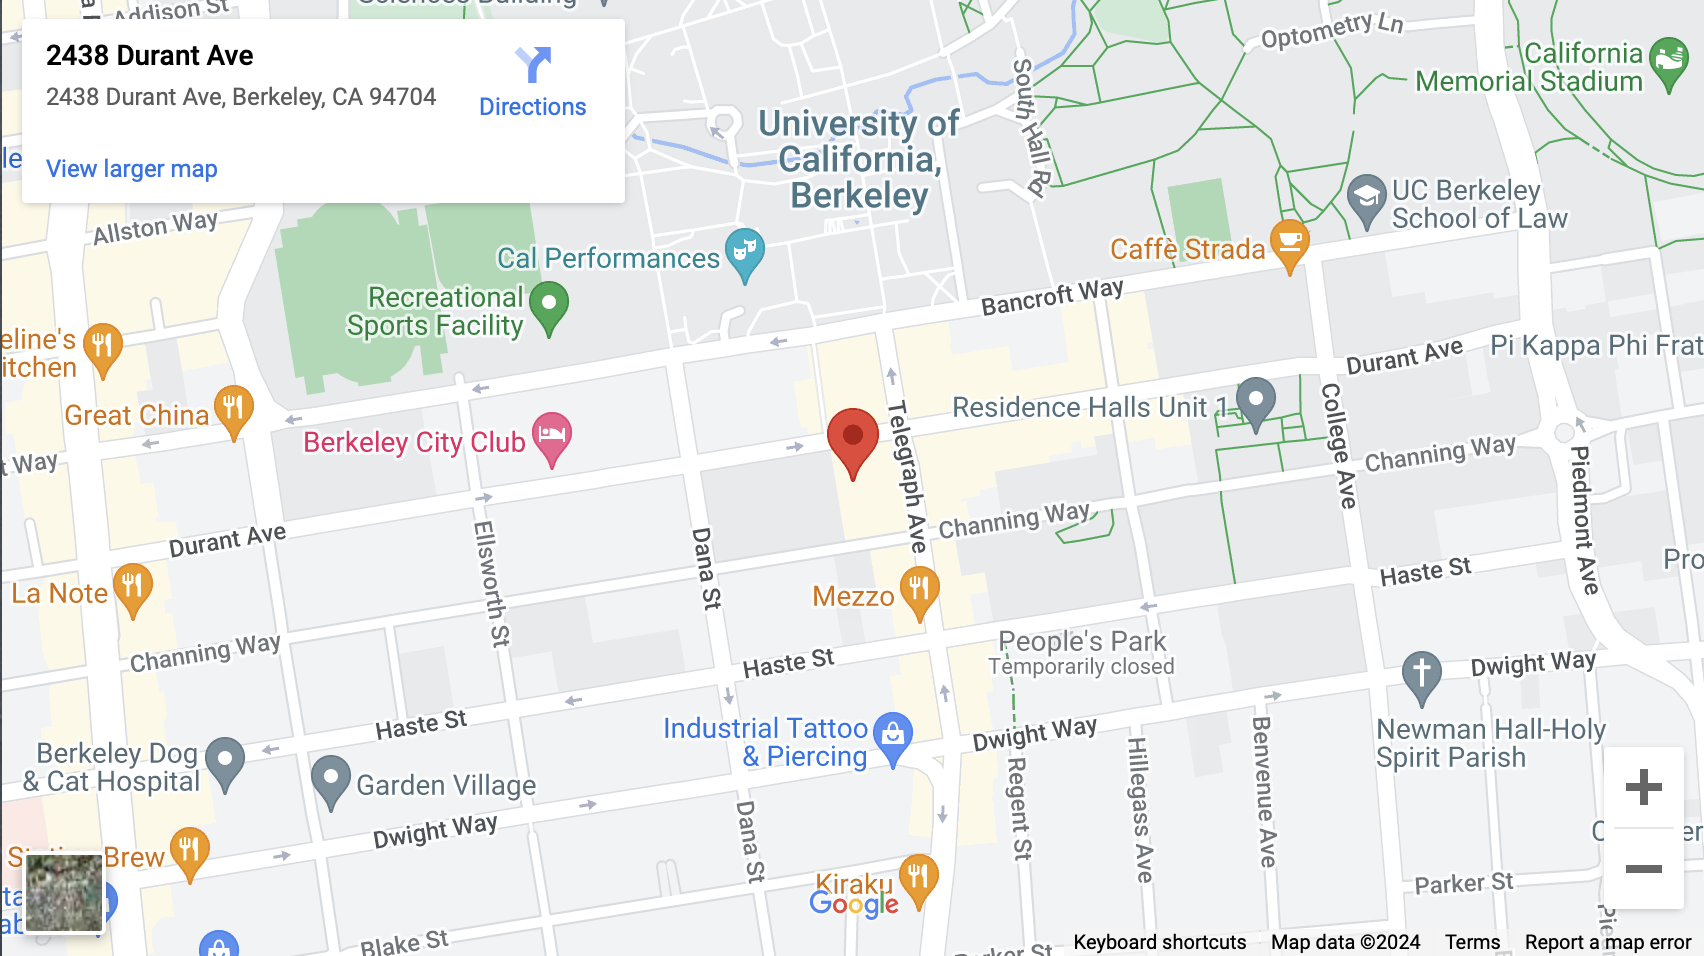 Addison St
2438 Durant Ave
2438 Durant Ave, Berkeley, CA 94704
Directions
View larger map
Optometry Ln
California
Memorial Stadium
South Hall Rd
University of
California,
Berkeley
UC Berkeley
School of Law
Allston Way
Cal Performances
Caffè Strada
Recreational
Sports Facility
Bancroft Way
Durant Ave
Pi Kappa Phi Frat
Great China
Residence Halls Unit 1
Berkeley City Club
Telegraph Ave
College Ave
Channing Way
Piedmont Ave
Way
Durant Ave
Ellsworth St
Dana St
Channing Way
Haste St
La Note
Mezzo
Channing Way
People's Park
Temporarily closed
Haste St
Dwight Way
Haste St
Industrial Tattoo
& Piercing
Dwight Way
Newman Hall-Holy
Spirit Parish
Berkeley Dog
& Cat Hospital
Garden Village
Regent St
Hillegass Ave
Benvenue Ave
Dwight Way
Dana St
Brew
Kiraku
Google
Parker St
Blake St
Parker St
Keyboard shortcuts
Map data ©2024
Terms
Report a map error